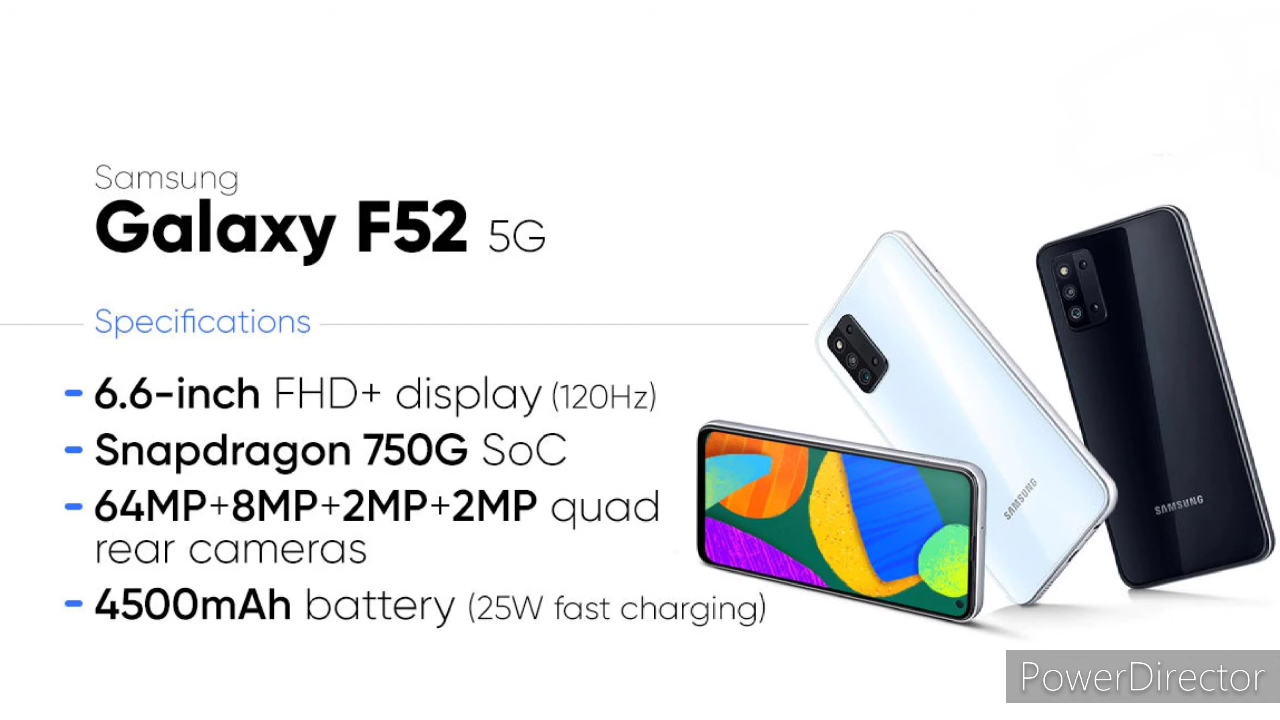 Samsung
Galaxy F52 5G
Specifications
- 6.6-inch FHD+ display (120Hz)
- Snapdragon 750G SoC
- 64MP+8MP+2MP+2MP quad
rear cameras
- 4500mAh battery (25W fast charging)
SAMSUNG
SAMSUNG
PowerDirector